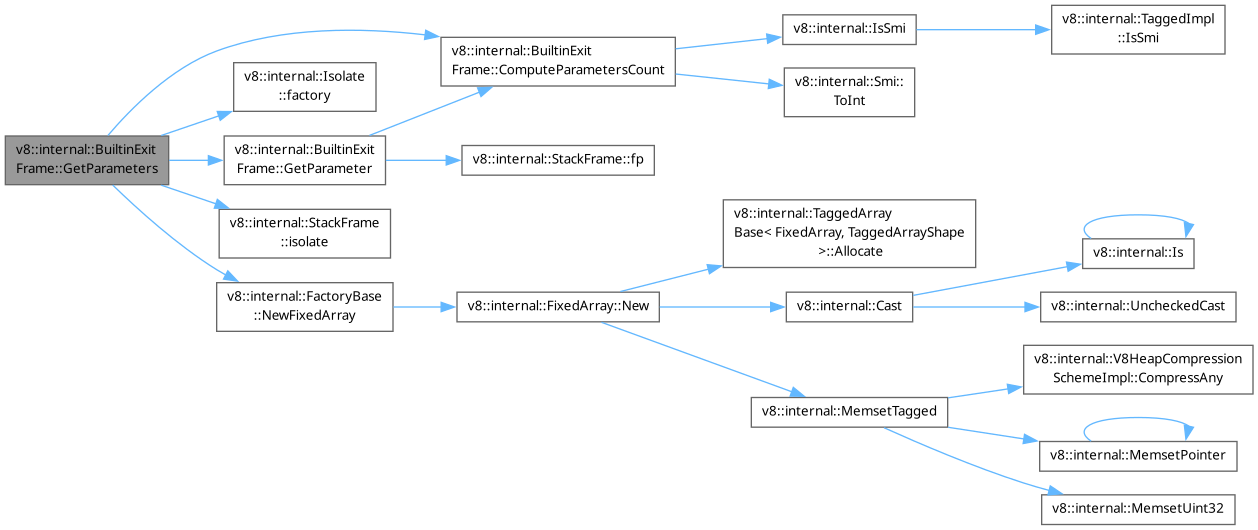 v8::internal::BuiltinExit
Frame::GetParameters
v8::internal::BuiltinExit
Frame::ComputeParametersCount
v8::internal::IsSmi
v8::internal::TaggedImpl
::IsSmi
v8::internal::Smi::
ToInt
v8::internal::Isolate
::factory
v8::internal::BuiltinExit
Frame::GetParameter
v8::internal::StackFrame::fp
v8::internal::StackFrame
::isolate
v8::internal::FactoryBase
::NewFixedArray
v8::internal::FixedArray::New
v8::internal::TaggedArray
Base< FixedArray, TaggedArrayShape
>::Allocate
v8::internal::Cast
v8::internal::Is
v8::internal::UncheckedCast
v8::internal::MemsetTagged
v8::internal::V8HeapCompression
SchemeImpl::CompressAny
v8::internal::MemsetPointer
v8::internal::MemsetUint32